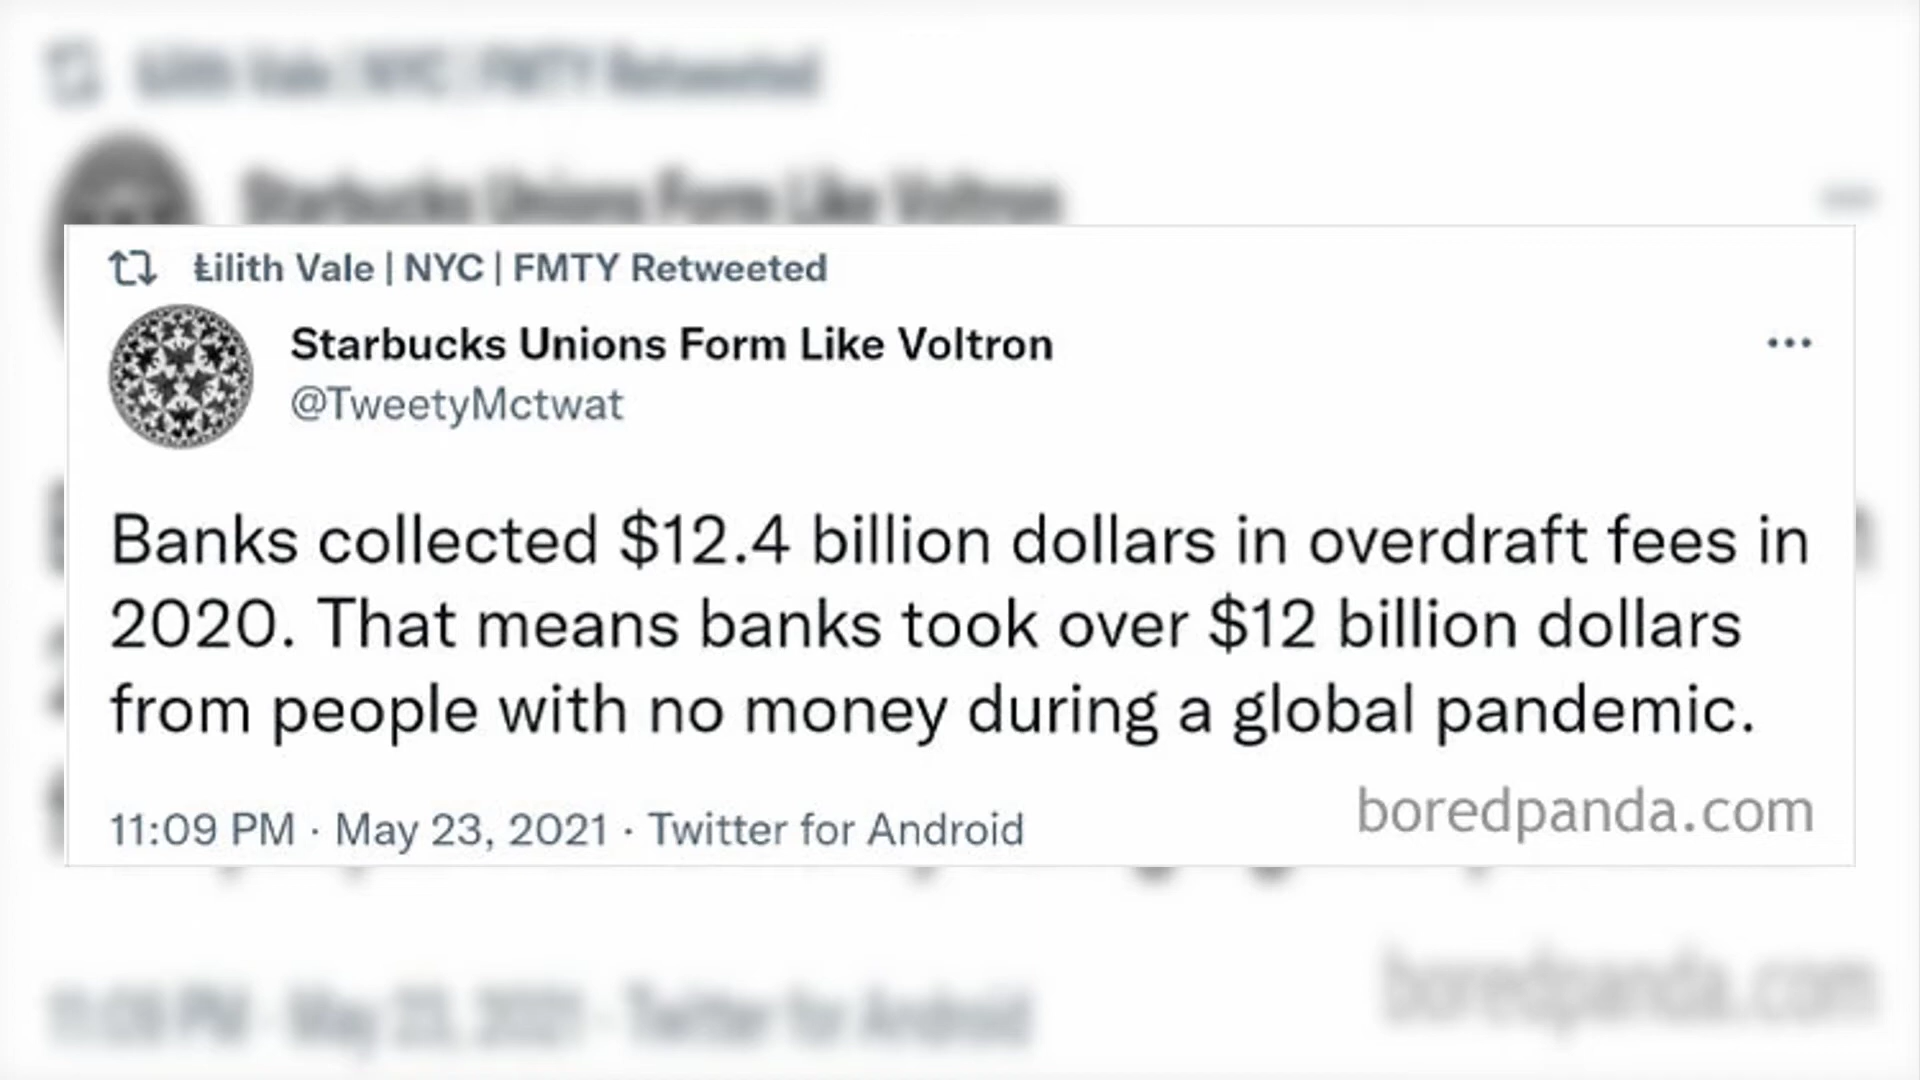 Łilith Vale | NYC | FMTY Retweeted
Starbucks Unions Form Like Voltron
@TweetyMctwat
Banks collected $12.4 billion dollars in overdraft fees in
2020. That means banks took over $12 billion dollars
from people with no money during a global pandemic.
11:09 PM · May 23, 2021 · Twitter for Android
boredpanda.com